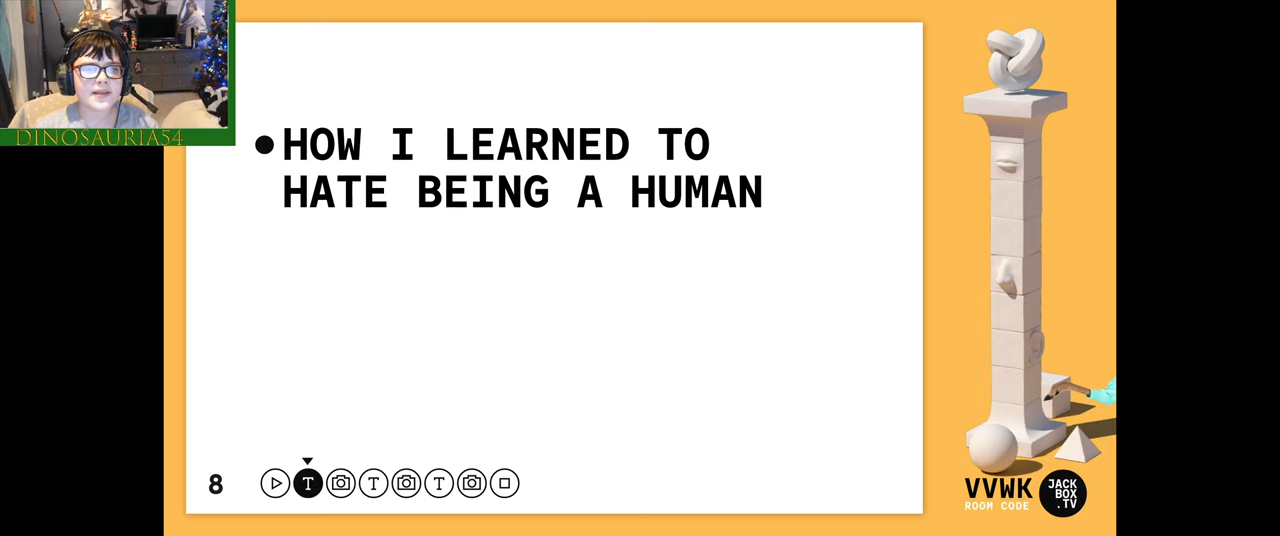 DINOSAURIA54
HOW I LEARNED TO
HATE BEING A HUMAN
8
T
T
T
VVWK
ROOM CODE
JACK
BOX
.TV